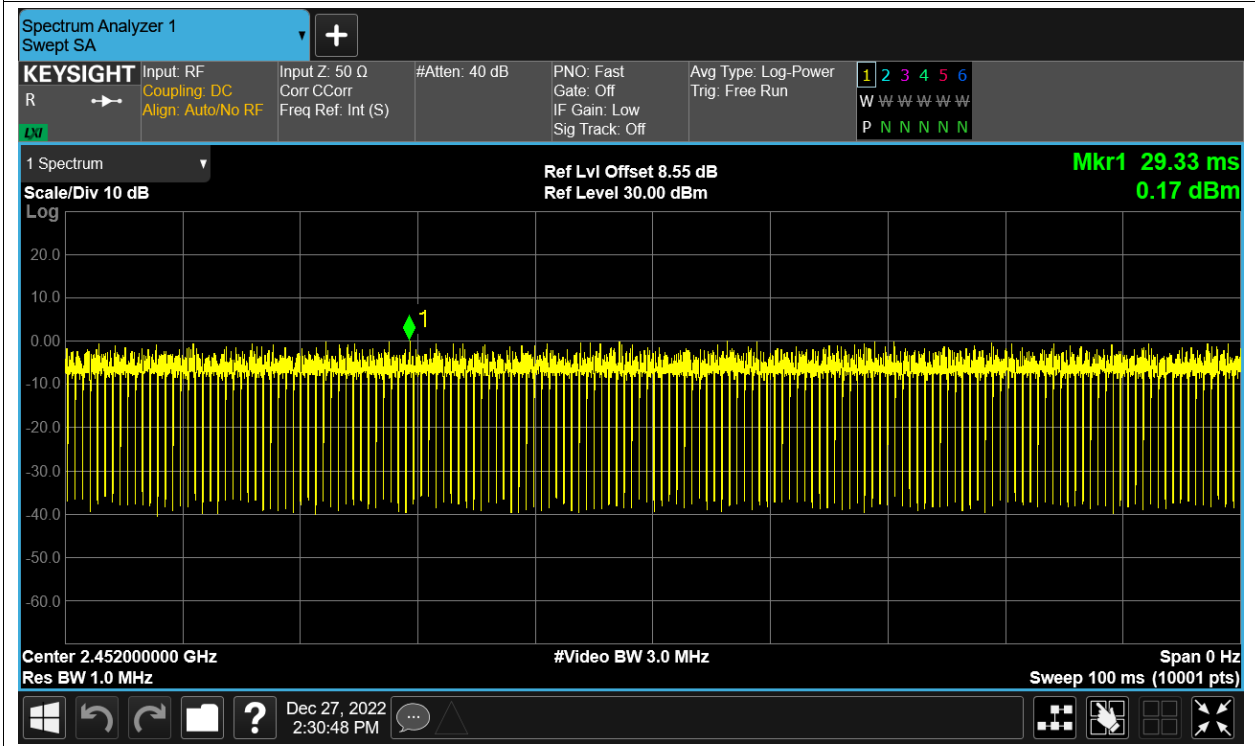 Spectrum Analyzer 1
Swept SA
▼
+
KEYSIGHT
R
LXI
Input: RF
Coupling: DC
Align: Auto/No RF
Input Z: 50 Ω
Corr CCorr
Freq Ref: Int (S)
#Atten: 40 dB
PNO: Fast
Gate: Off
IF Gain: Low
Sig Track: Off
Avg Type: Log-Power
Trig: Free Run
1 2 3 4 5 6
W W W W W W
P N N N N N
1 Spectrum ▼
Scale/Div 10 dB
Log
Ref Lvl Offset 8.55 dB
Ref Level 30.00 dBm
Mkr1 29.33 ms
0.17 dBm
20.0
10.0
1
0.00
-10.0
-20.0
-30.0
-40.0
-50.0
-60.0
Center 2.452000000 GHz
Res BW 1.0 MHz
#Video BW 3.0 MHz
Span 0 Hz
Sweep 100 ms (10001 pts)
?
Dec 27, 2022
2:30:48 PM